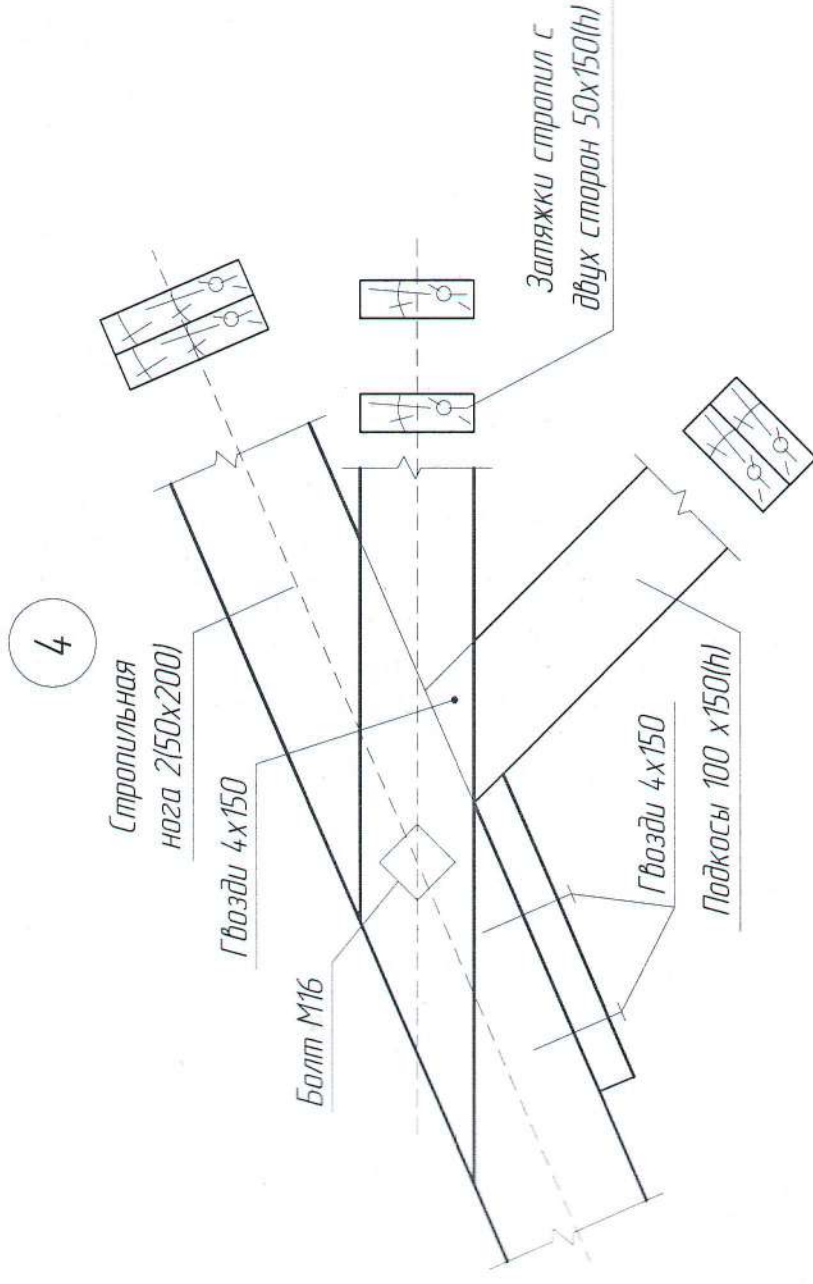 4
Стропильная
нога 2(50х200)
Гвозди 4х150
Болт М16
Затяжки стропил с
двух сторон 50х150(h)
Гвозди 4х150
Подкосы 100 х150(h)